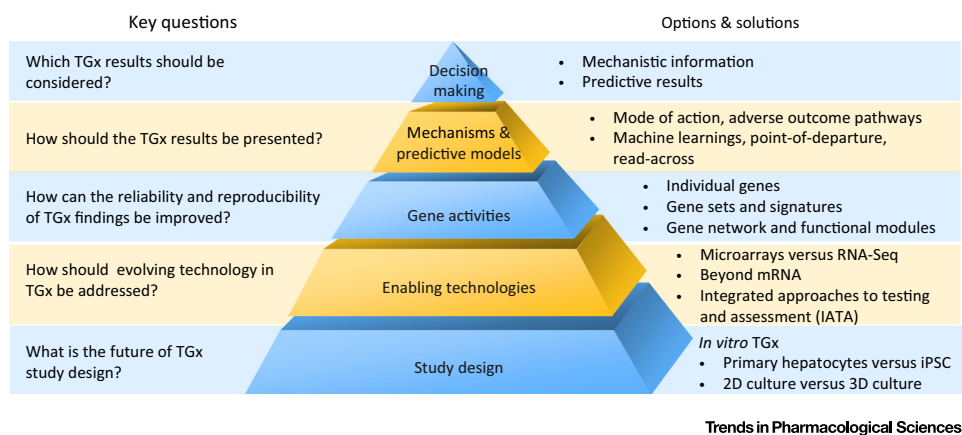 Key questions
Options & solutions
Which TGx results should be
considered?
Decision
making
• Mechanistic information
• Predictive results
How should the TGx results be presented?
Mechanisms &
predictive models
• Mode of action, adverse outcome pathways
• Machine learnings, point-of-departure,
read-across
How can the reliability and reproducibility
of TGx findings be improved?
Gene activities
• Individual genes
• Gene sets and signatures
• Gene network and functional modules
How should evolving technology in
TGx be addressed?
Enabling technologies
• Microarrays versus RNA-Seq
• Beyond mRNA
• Integrated approaches to testing
and assessment (IATA)
What is the future of TGx
study design?
Study design
In vitro TGx
• Primary hepatocytes versus iPSC
• 2D culture versus 3D culture
Trends in Pharmacological Sciences